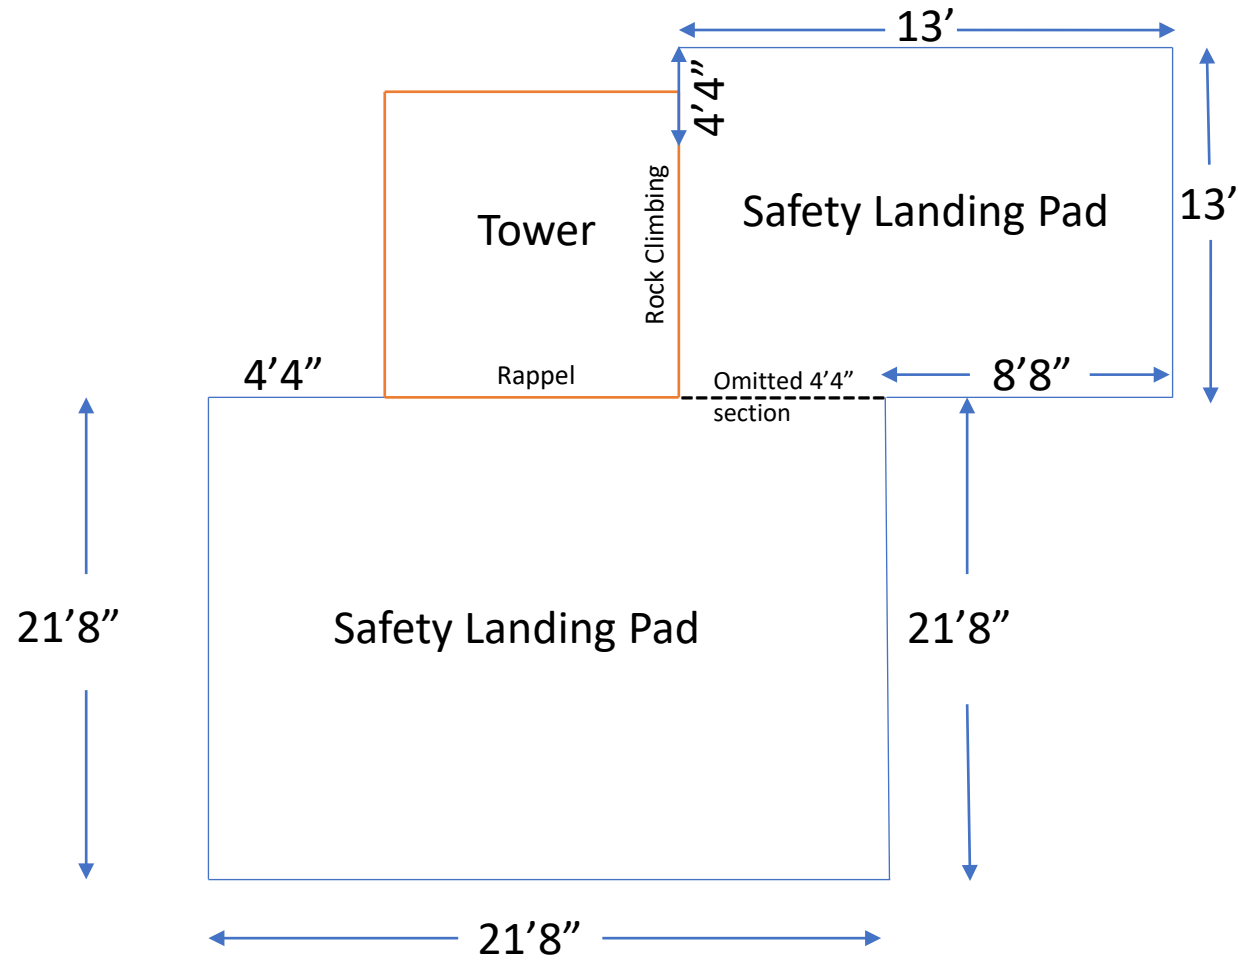 13’
4’4”
Rock Climbing
Tower
Safety Landing Pad
13’
4’4”
Rappel
Omitted 4’4”
section
8’8”
21’8”
Safety Landing Pad
21’8”
21’8”